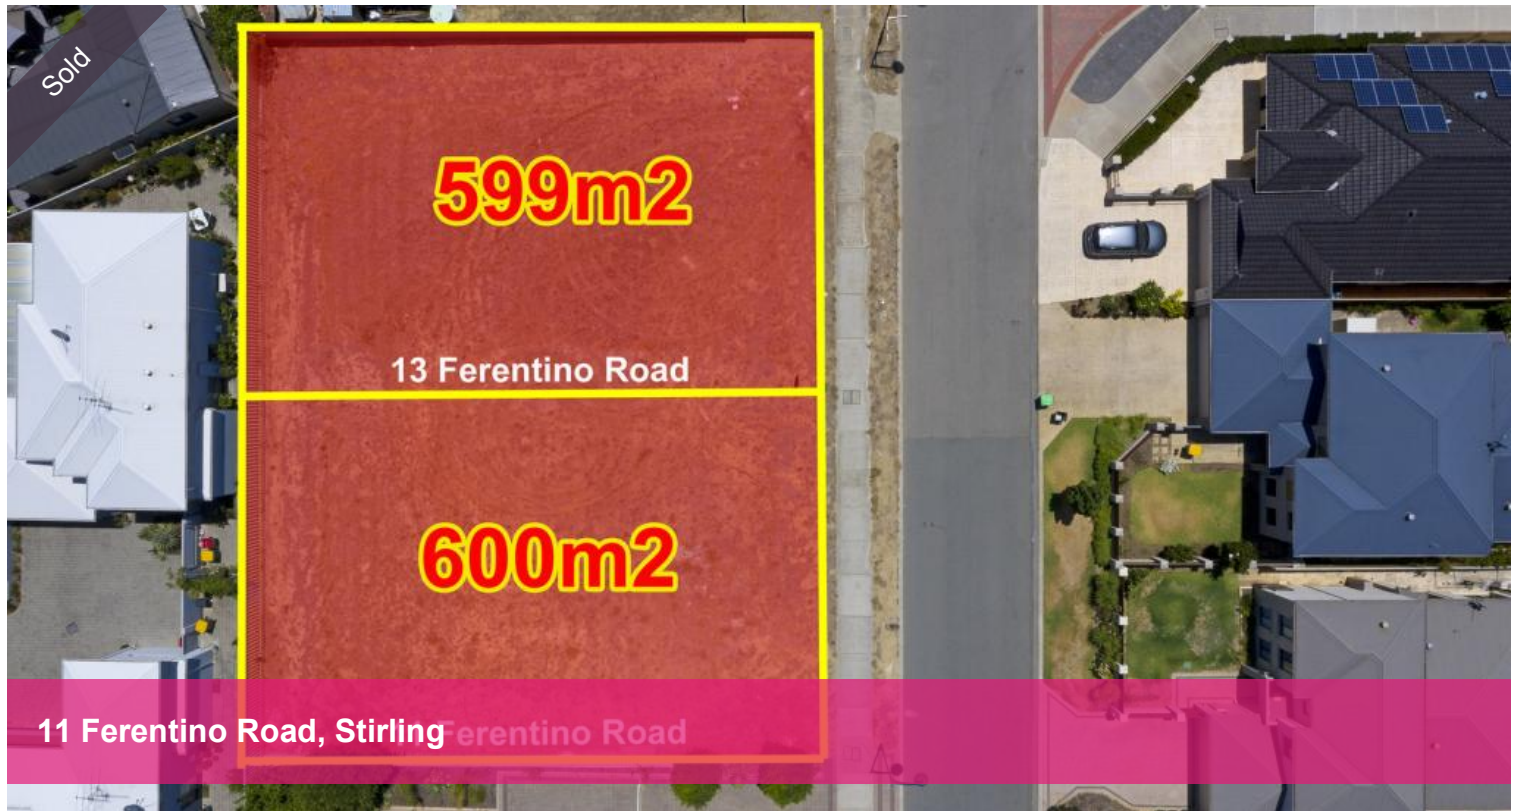 Sold
599m2
13 Ferentino Road
600m2
Ferentino Road
11 Ferentino Road, Stirling